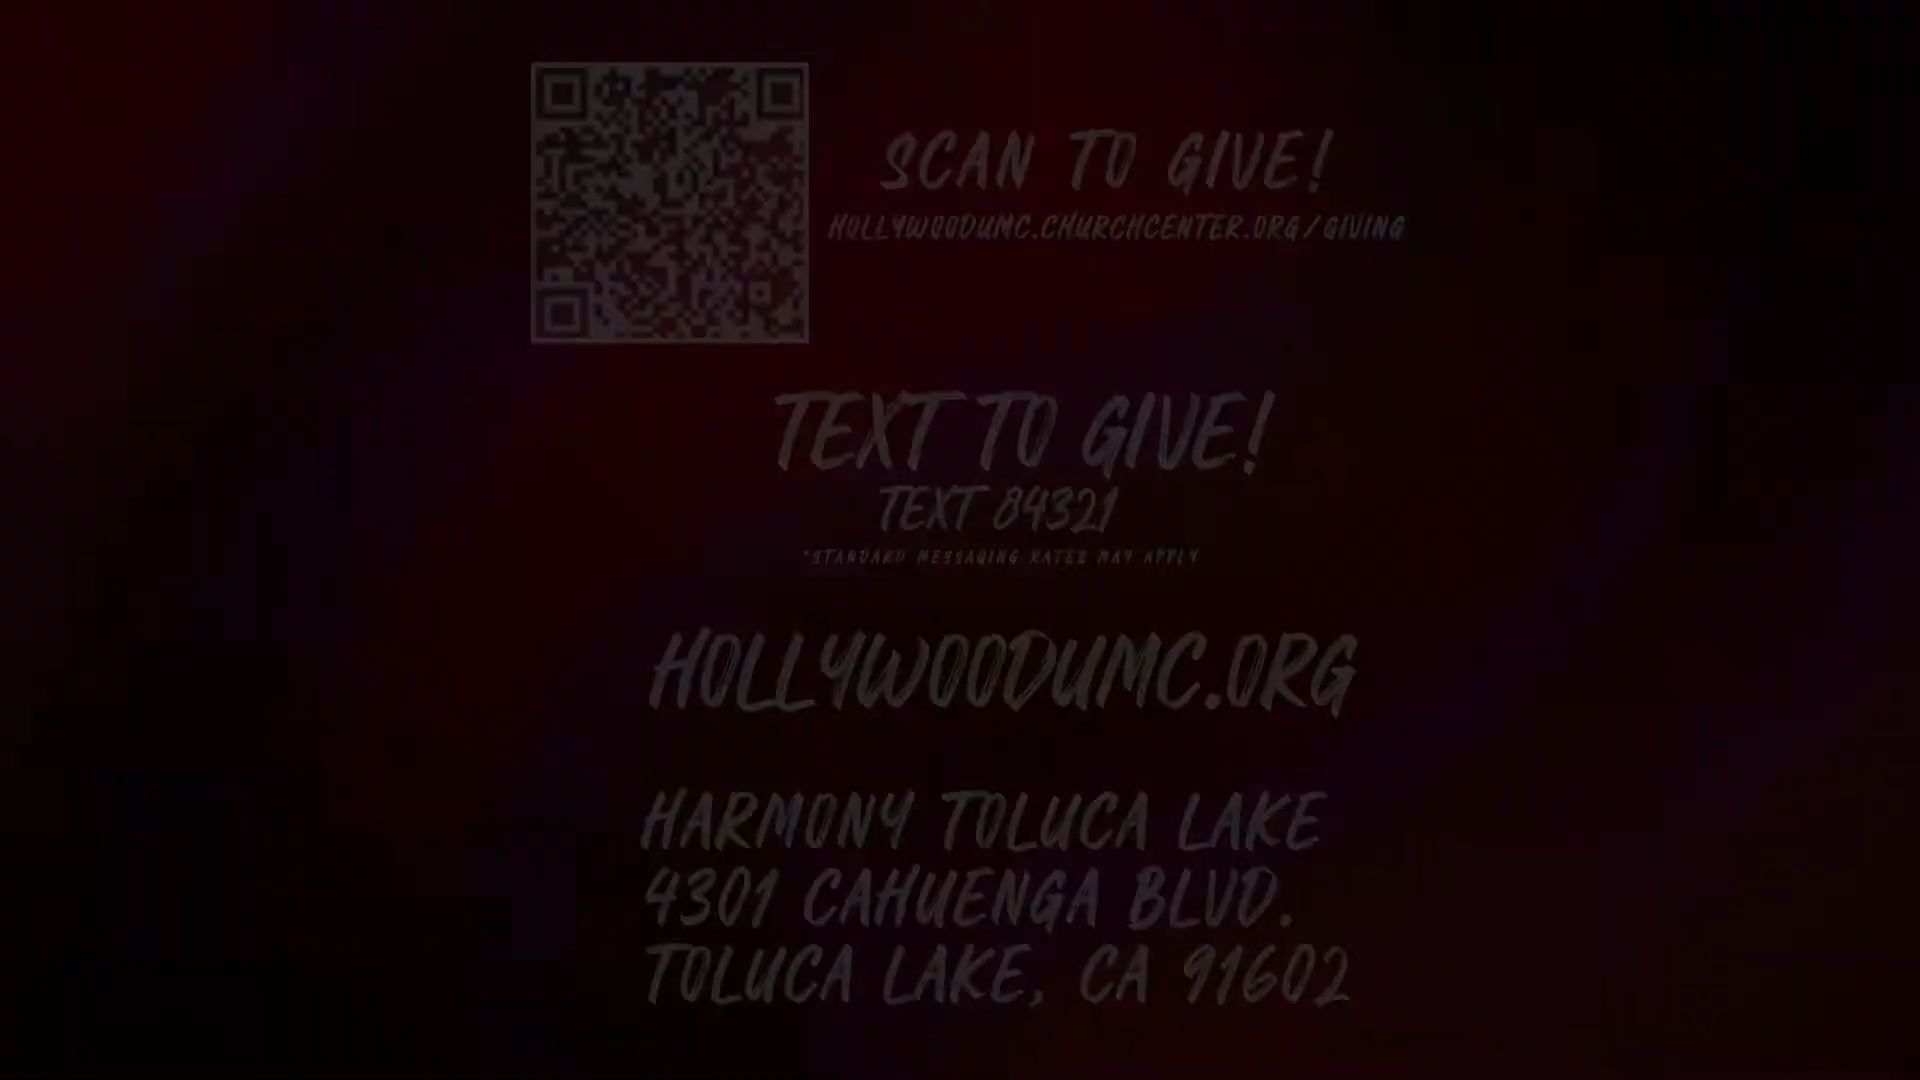 SCAN TO GIVE!
HOLLYWOODUMC.CHURCHCENTER.ORG/GIVING
TEXT TO GIVE!
TEXT 84321
*STANDARD MESSAGING RATES MAY APPLY
HOLLYWOODUMC.ORG
HARMONY TOLUCA LAKE
4301 CAHUENGA BLVD.
TOLUCA LAKE, CA 91602